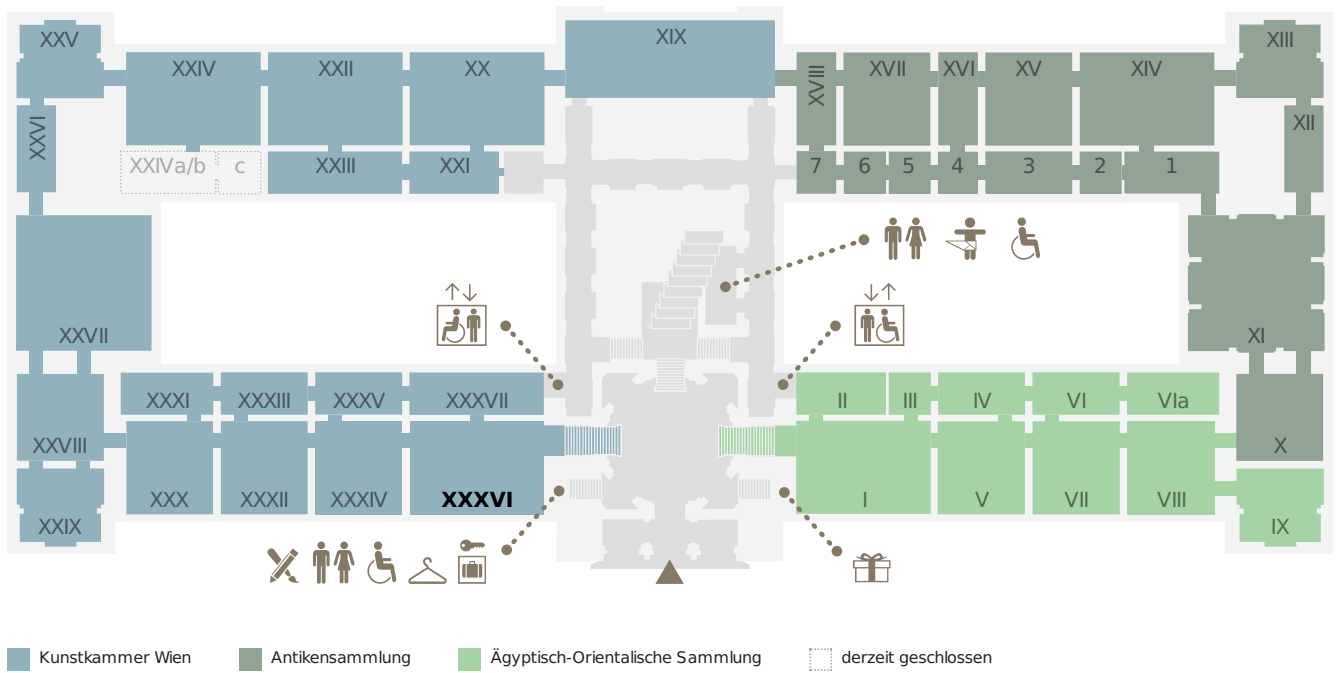 XIX
XXV
XIII
XXIV
XXII
XX
XVIII
XVII
XVI
XV
XIV
XXVI
XII
XXIVa/b
c
XXIII
XXI
7
6
5
4
3
2
1
XXVII
XI
XXXI
XXXIII
XXXV
XXXVII
II
III
IV
VI
VIa
XXVIII
X
XXX
XXXII
XXXIV
XXXVI
I
V
VII
VIII
XXIX
IX
Kunstkammer Wien
Antikensammlung
Ägyptisch-Orientalische Sammlung
derzeit geschlossen